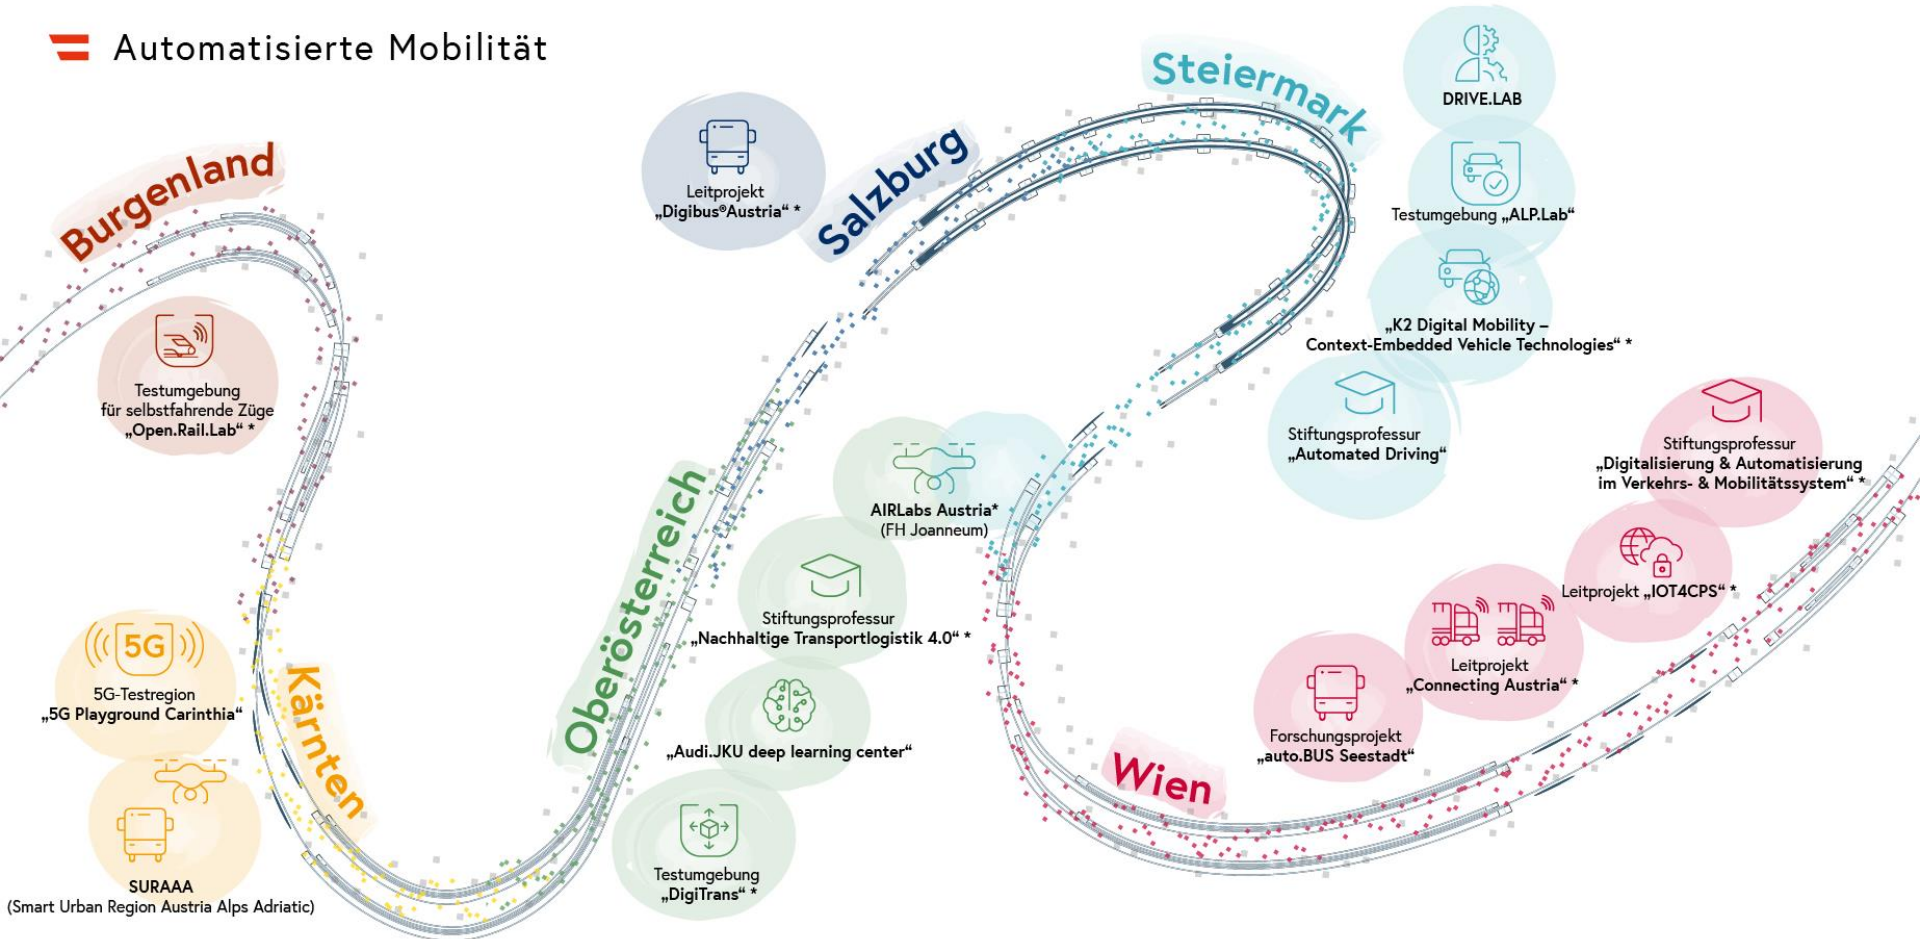 Automatisierte Mobilität
Burgenland
Testumgebung
für selbstfahrende Züge
„Open.Rail.Lab“ *
5G
5G-Testregion
„5G Playground Carinthia“
Kärnten
SURAAA
(Smart Urban Region Austria Alps Adriatic)
Leitprojekt
„Digibus®Austria“ *
Salzburg
Oberösterreich
AIRLabs Austria*
(FH Joanneum)
Stiftungsprofessur
„Nachhaltige Transportlogistik 4.0“ *
„Audi.JKU deep learning center“
Testumgebung
„DigiTrans“ *
Steiermark
DRIVE.LAB
Testumgebung „ALP.Lab“
„K2 Digital Mobility –
Context-Embedded Vehicle Technologies“ *
Stiftungsprofessur
„Automated Driving“
Wien
Stiftungsprofessur
„Digitalisierung & Automatisierung
im Verkehrs- & Mobilitätssystem“ *
Leitprojekt „IOT4CPS“ *
Leitprojekt
„Connecting Austria“ *
Forschungsprojekt
„auto.BUS Seestadt“